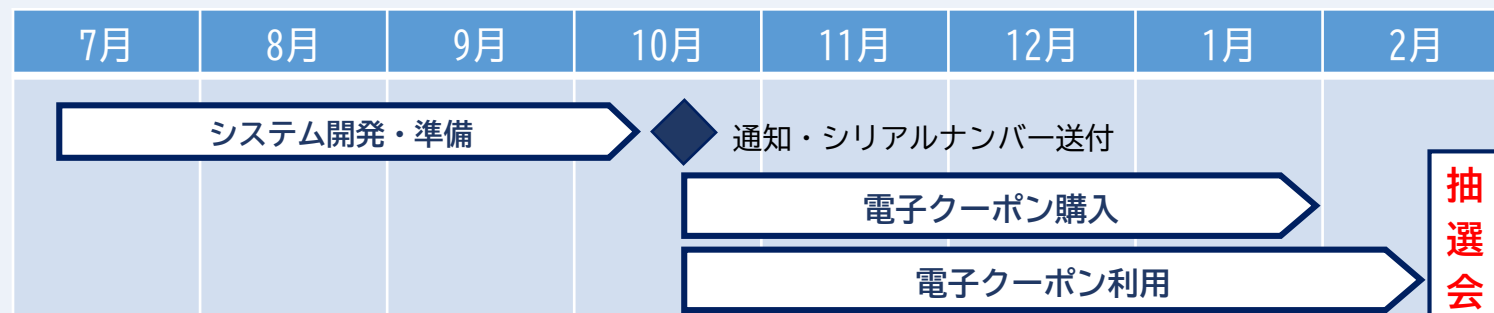 7月 8月 9月 10月 11月 12月 1月 2月
システム開発・準備
通知・シリアルナンバー送付
電子クーポン購入
電子クーポン利用
抽選会